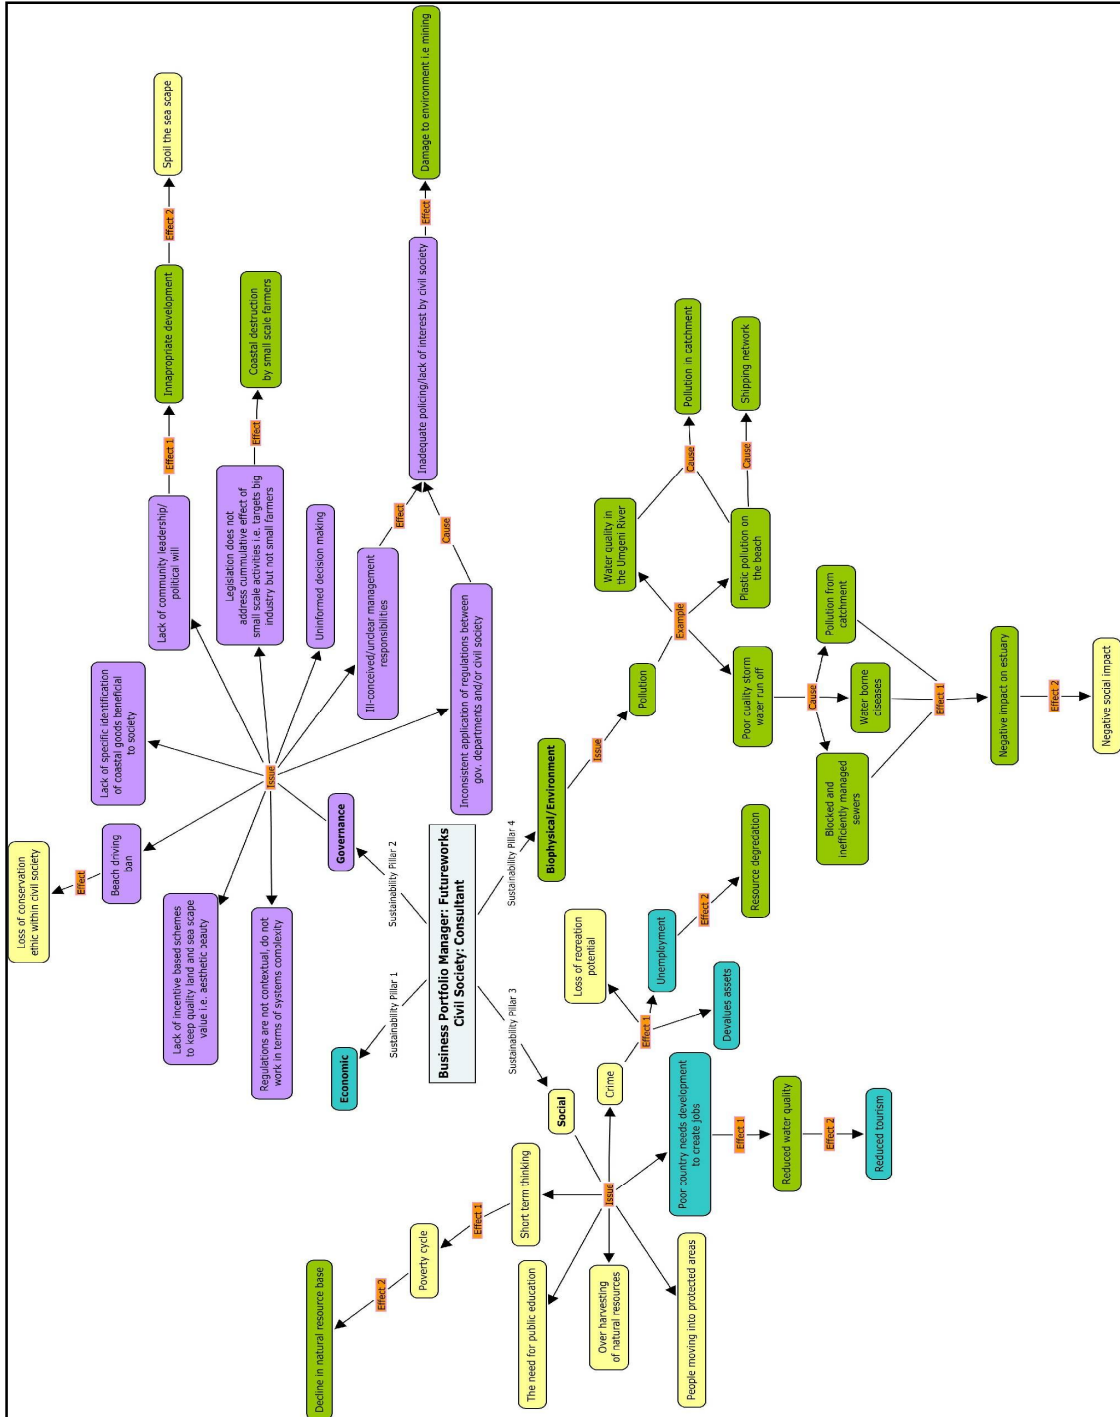 Business Portfolio Manager: Futureworks
Civil Society: Consultant
Sustainability Pillar 1
Economic
Sustainability Pillar 2
Governance
Issue
Regulations are not contextual, do not
work in terms of systems complexity
Lack of incentive based schemes
to keep quality land and sea scape
value i.e. aesthetic beauty
Beach driving
ban
Effect
Loss of conservation
ethic within civil society
Lack of specific identification
of coastal goods beneficial
to society
Lack of community leadership/
political will
Effect 1
Innapropriate development
Effect 2
Spoil the sea scape
Legislation does not
address cummulative effect of
small scale activities i.e. targets big
industry but not small farmers
Effect
Coastal destruction
by small scale farmers
Uninformed decision making
Ill-conceived/unclear management
responsibilities
Effect
Inconsistent application of regulations between
gov. departments and/or civil society
Cause
Inadequate policing/lack of interest by civil society
Effect
Damage to environment i.e mining
Sustainability Pillar 3
Social
Issue
Short term thinking
Effect 1
Poverty cycle
Effect 2
Decline in natural resource base
The need for public education
Over harvesting
of natural resources
People moving into protected areas
Poor country needs development
to create jobs
Effect 1
Reduced water quality
Effect 2
Reduced tourism
Crime
Effect 1
Loss of recreation
potential
Unemployment
Effect 2
Resource degredation
Devalues assets
Sustainability Pillar 4
Biophysical/Environment
Issue
Pollution
Example
Water quality in
the Umgeni River
Plastic pollution on
the beach
Cause
Pollution in catchment
Cause
Shipping network
Poor quality storm
water run off
Cause
Blocked and
inefficiently managed
sewers
Water borne
diseases
Pollution from
catchment
Effect 1
Negative impact on estuary
Effect 2
Negative social impact